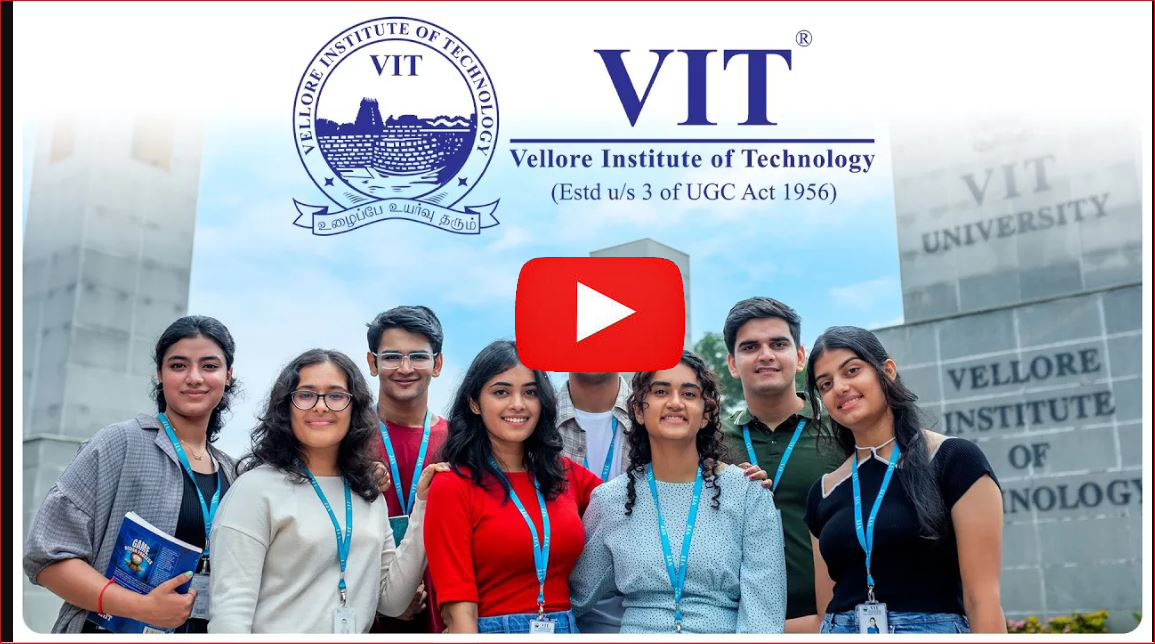 VELLORE INSTITUTE OF TECHNOLOGY
VIT
உழைப்பே உயர்வு தரும்
VIT®
Vellore Institute of Technology
(Estd u/s 3 of UGC Act 1956)
VIT
UNIVERSITY
VELLORE
INSTITUTE
OF
GAME